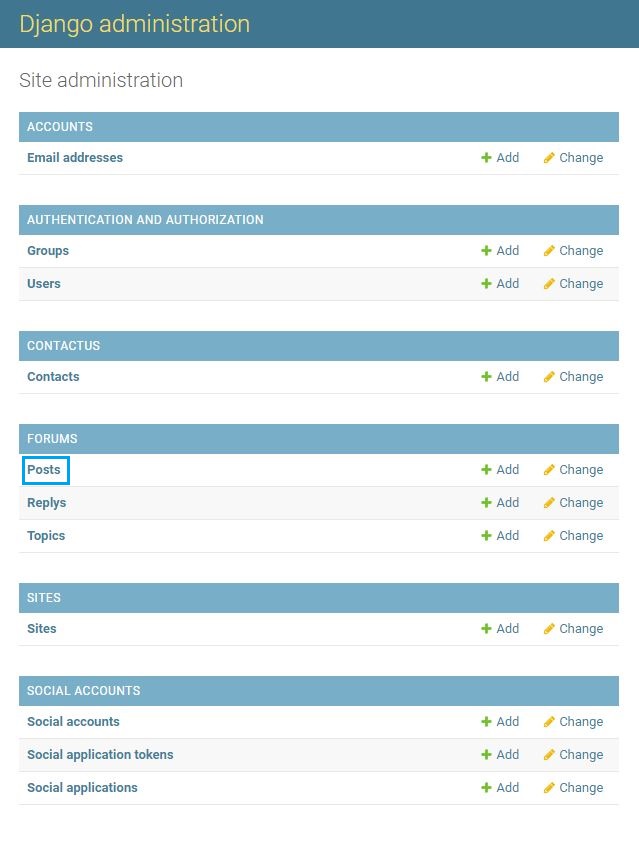 Django administration
Site administration
ACCOUNTS
Email addresses Add Change
AUTHENTICATION AND AUTHORIZATION
Groups Add Change
Users Add Change
CONTACTUS
Contacts Add Change
FORUMS
Posts Add Change
Replys Add Change
Topics Add Change
SITES
Sites Add Change
SOCIAL ACCOUNTS
Social accounts Add Change
Social application tokens Add Change
Social applications Add Change